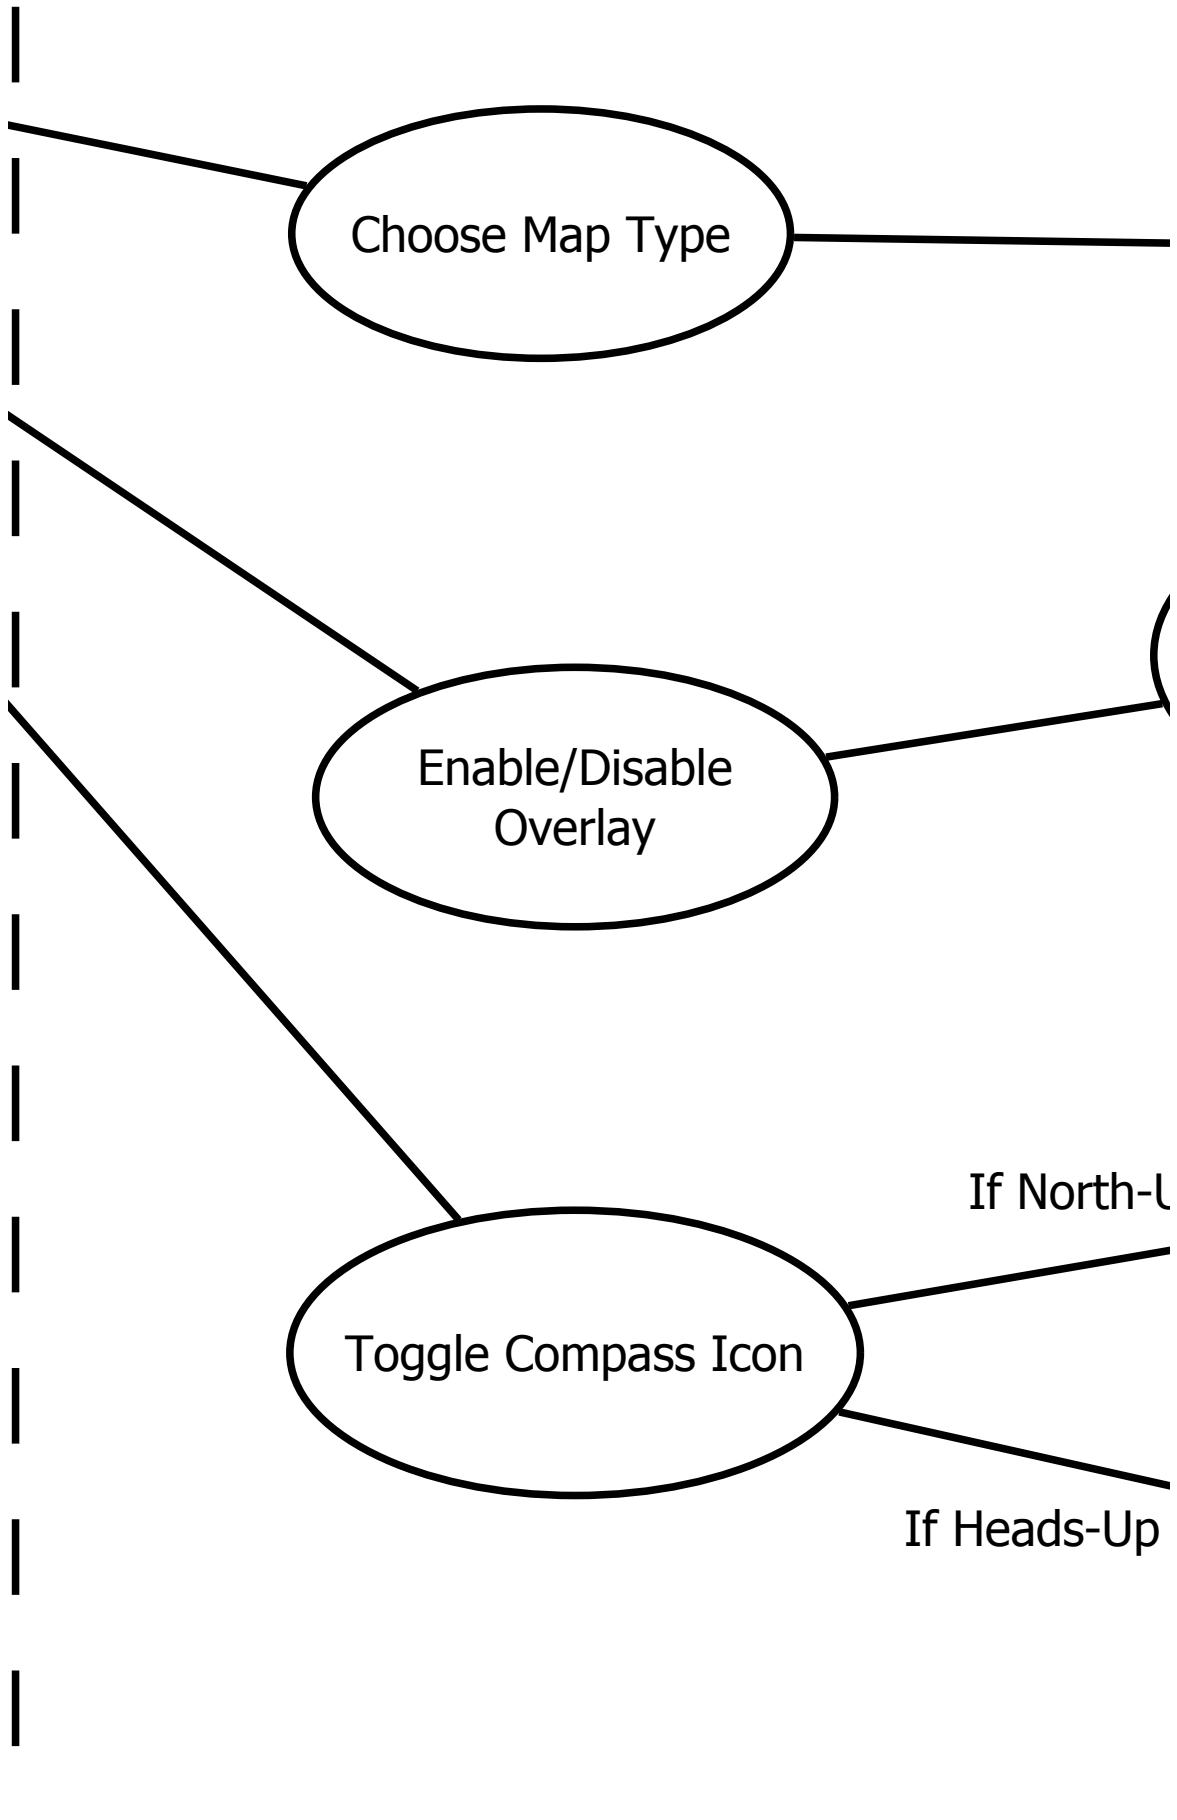 Choose Map Type
Enable/Disable
Overlay
If North-
Toggle Compass Icon
If Heads-Up